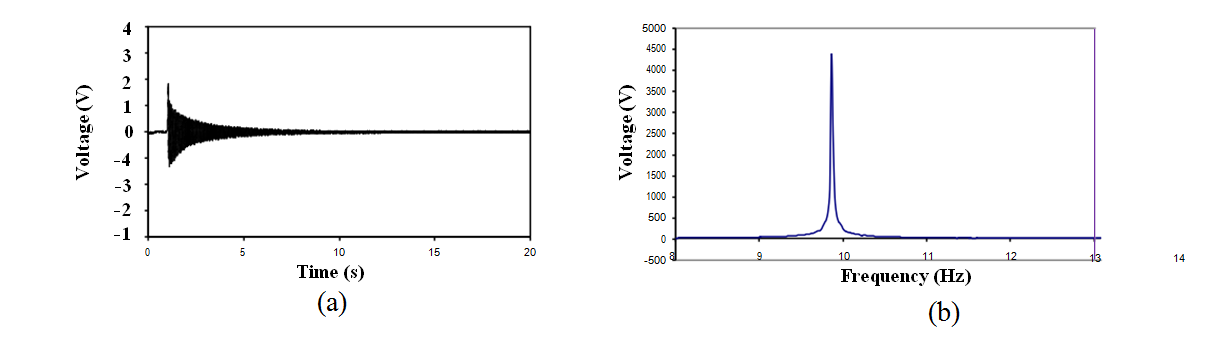 4
3
2
1
0
-4
-3
-2
-1
Voltage (V)
0 5 10 15 20
Time (s)
(a)
5000
4500
4000
3500
3000
2500
2000
1500
1000
500
0
-500
Voltage (V)
8 9 10 11 12 13 14
Frequency (Hz)
(b)